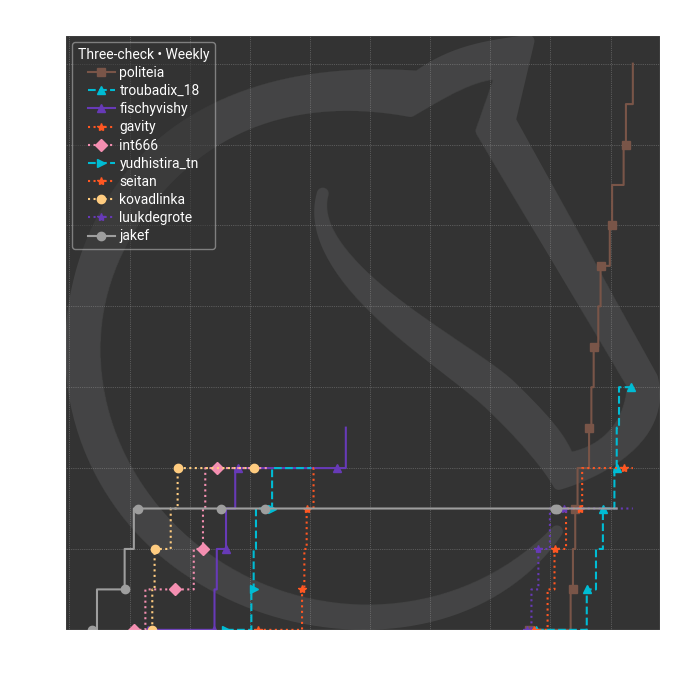 Three-check • Weekly
politeia
troubadix_18
fischyvishy
gavity
int666
yudhistira_tn
seitan
kovadlinka
luukdegrote
jakef